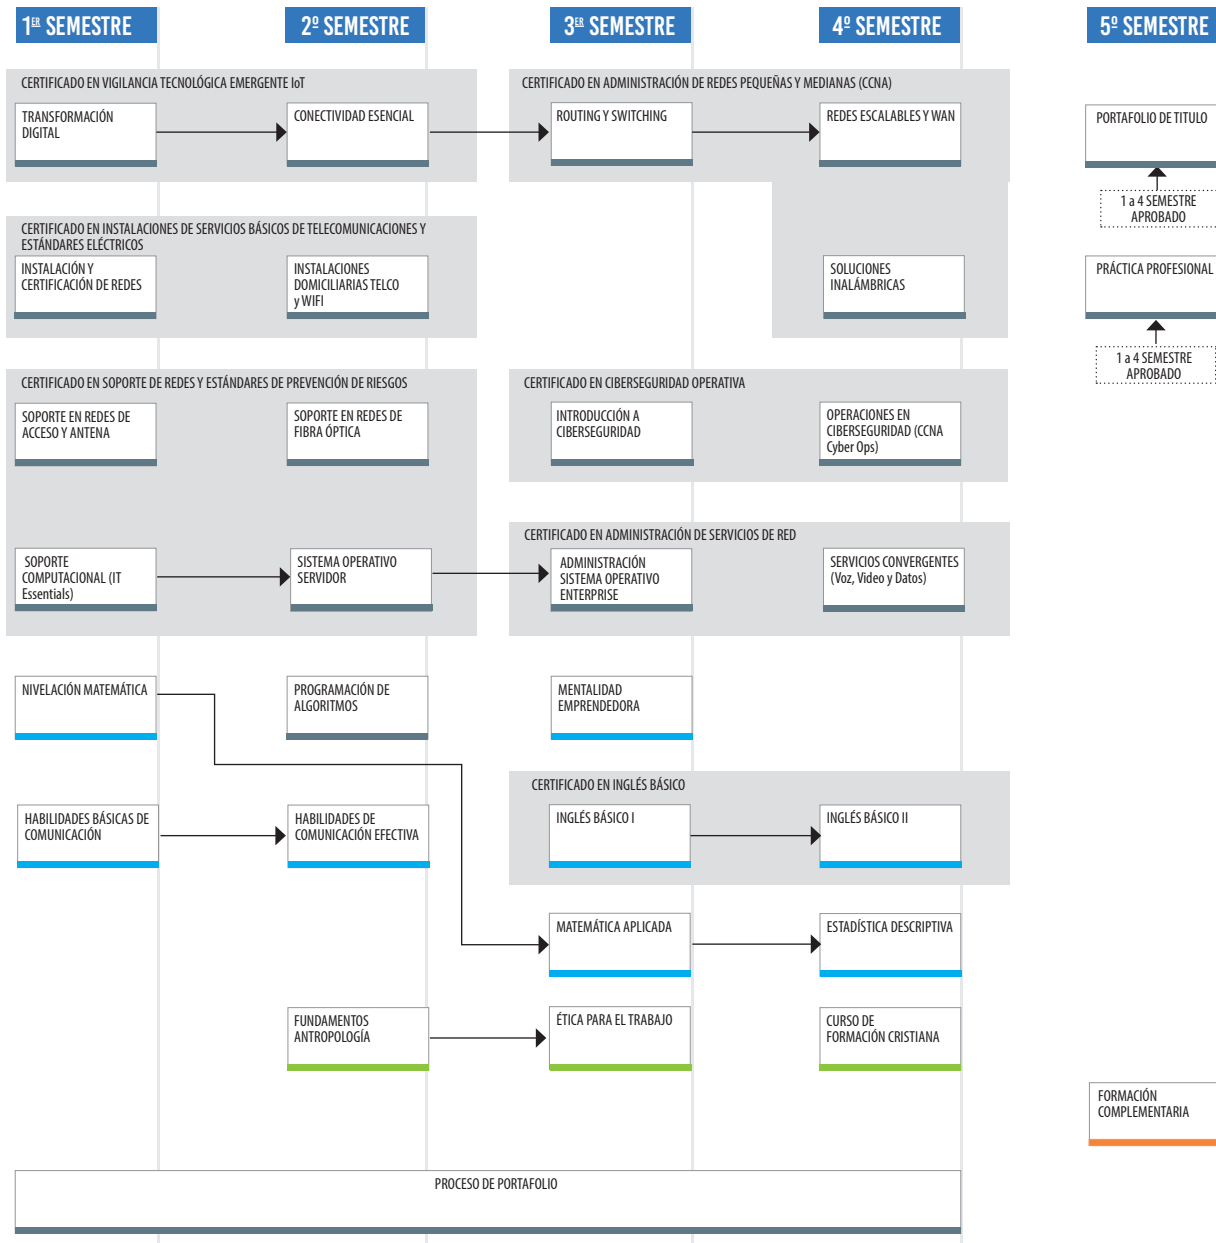 1ER SEMESTRE
2º SEMESTRE
3ER SEMESTRE
4º SEMESTRE
5º SEMESTRE
CERTIFICADO EN VIGILANCIA TECNOLÓGICA EMERGENTE IoT
CERTIFICADO EN ADMINISTRACIÓN DE REDES PEQUEÑAS Y MEDIANAS (CCNA)
TRANSFORMACIÓN
DIGITAL
CONECTIVIDAD ESENCIAL
ROUTING Y SWITCHING
REDES ESCALABLES Y WAN
PORTAFOLIO DE TITULO
1 a 4 SEMESTRE
APROBADO
CERTIFICADO EN INSTALACIONES DE SERVICIOS BÁSICOS DE TELECOMUNICACIONES Y
ESTÁNDARES ELÉCTRICOS
INSTALACIÓN Y
CERTIFICACIÓN DE REDES
INSTALACIONES
DOMICILIARIAS TELCO
y WIFI
SOLUCIONES
INALÁMBRICAS
PRÁCTICA PROFESIONAL
1 a 4 SEMESTRE
APROBADO
CERTIFICADO EN SOPORTE DE REDES Y ESTÁNDARES DE PREVENCIÓN DE RIESGOS
CERTIFICADO EN CIBERSEGURIDAD OPERATIVA
SOPORTE EN REDES DE
ACCESO Y ANTENA
SOPORTE EN REDES DE
FIBRA ÓPTICA
INTRODUCCIÓN A
CIBERSEGURIDAD
OPERACIONES EN
CIBERSEGURIDAD (CCNA
Cyber Ops)
CERTIFICADO EN ADMINISTRACIÓN DE SERVICIOS DE RED
SOPORTE
COMPUTACIONAL (IT
Essentials)
SISTEMA OPERATIVO
SERVIDOR
ADMINISTRACIÓN
SISTEMA OPERATIVO
ENTERPRISE
SERVICIOS CONVERGENTES
(Voz, Video y Datos)
NIVELACIÓN MATEMÁTICA
PROGRAMACIÓN DE
ALGORITMOS
MENTALIDAD
EMPRENDEDORA
CERTIFICADO EN INGLÉS BÁSICO
HABILIDADES BÁSICAS DE
COMUNICACIÓN
HABILIDADES DE
COMUNICACIÓN EFECTIVA
INGLÉS BÁSICO I
INGLÉS BÁSICO II
MATEMÁTICA APLICADA
ESTADÍSTICA DESCRIPTIVA
FUNDAMENTOS
ANTROPOLOGÍA
ÉTICA PARA EL TRABAJO
CURSO DE
FORMACIÓN CRISTIANA
FORMACIÓN
COMPLEMENTARIA
PROCESO DE PORTAFOLIO